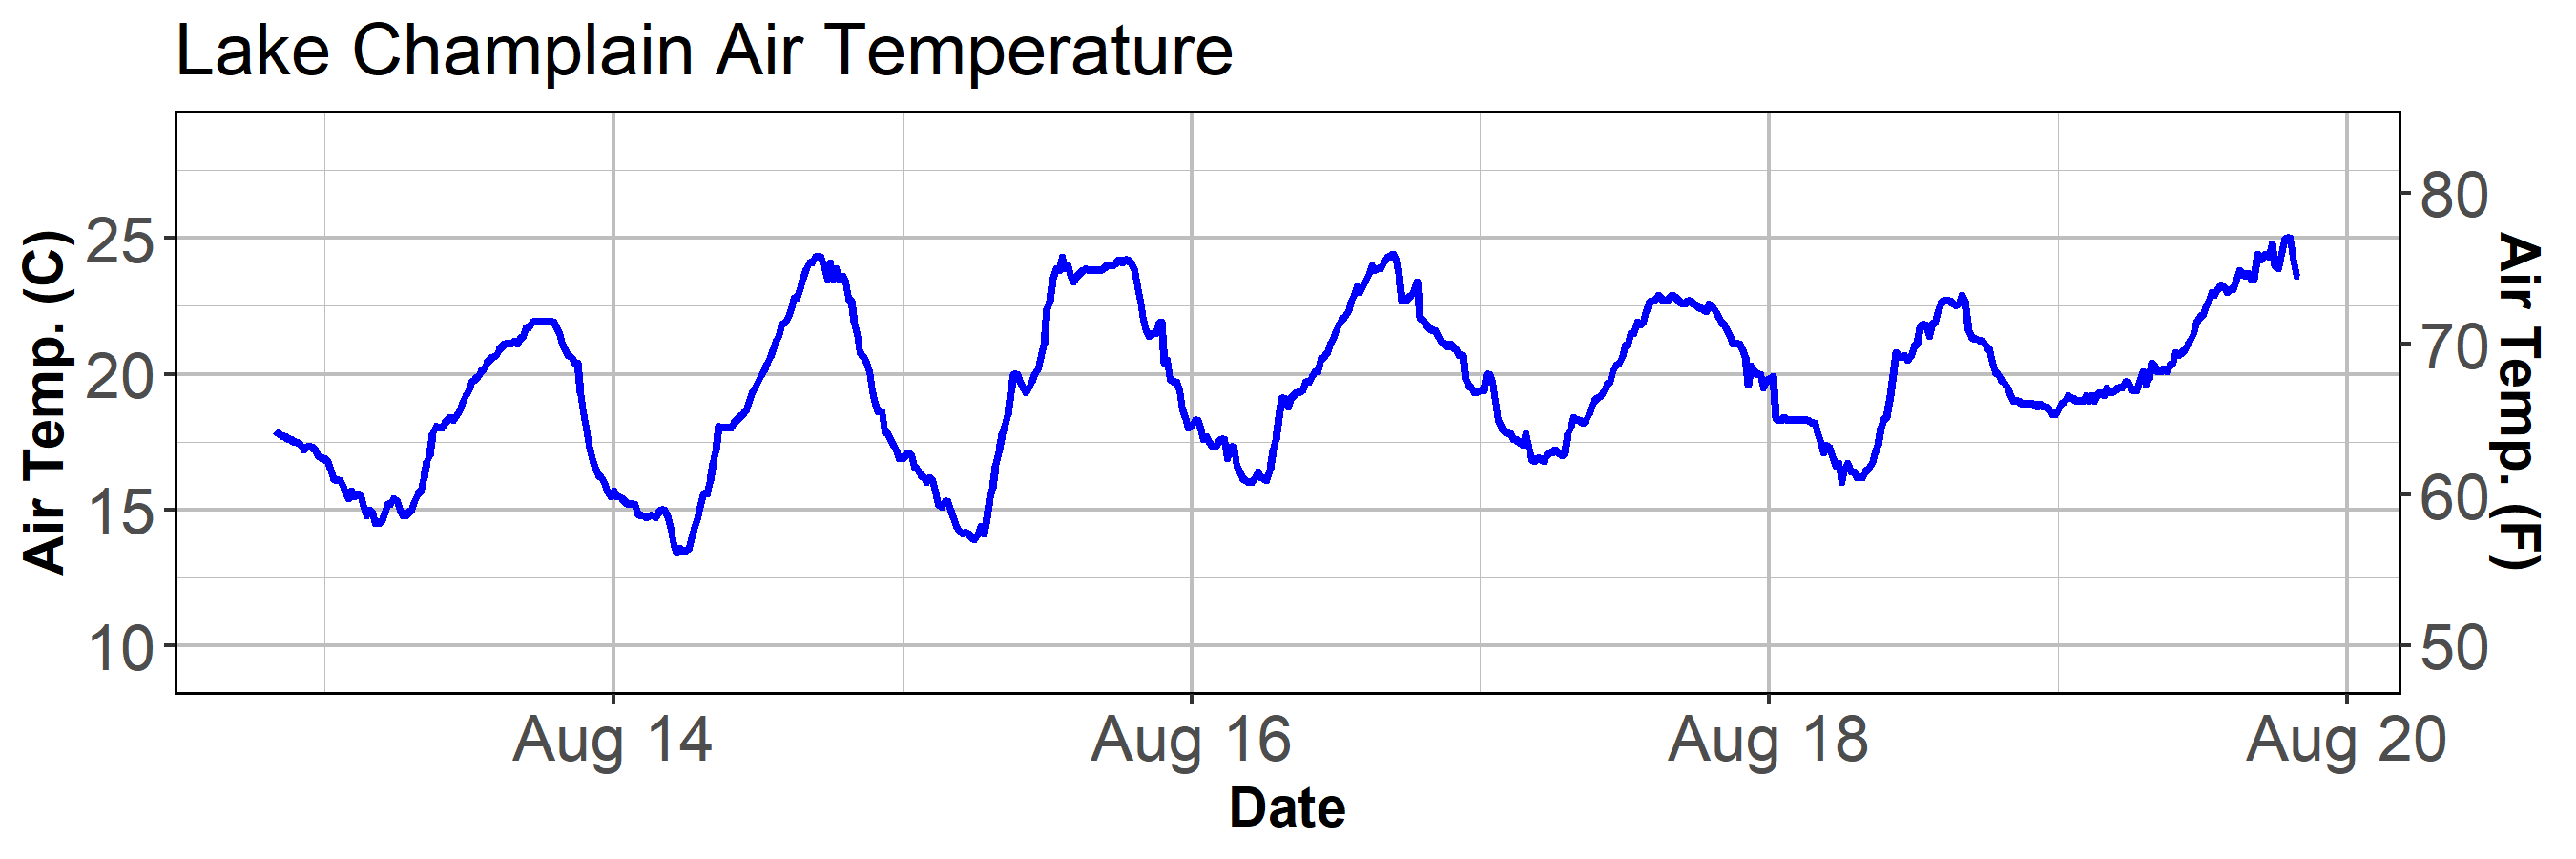 Lake Champlain Air Temperature
Air Temp. (C)
25
20
15
10
80
70
60
50
Air Temp. (F)
Aug 14
Aug 16
Aug 18
Aug 20
Date